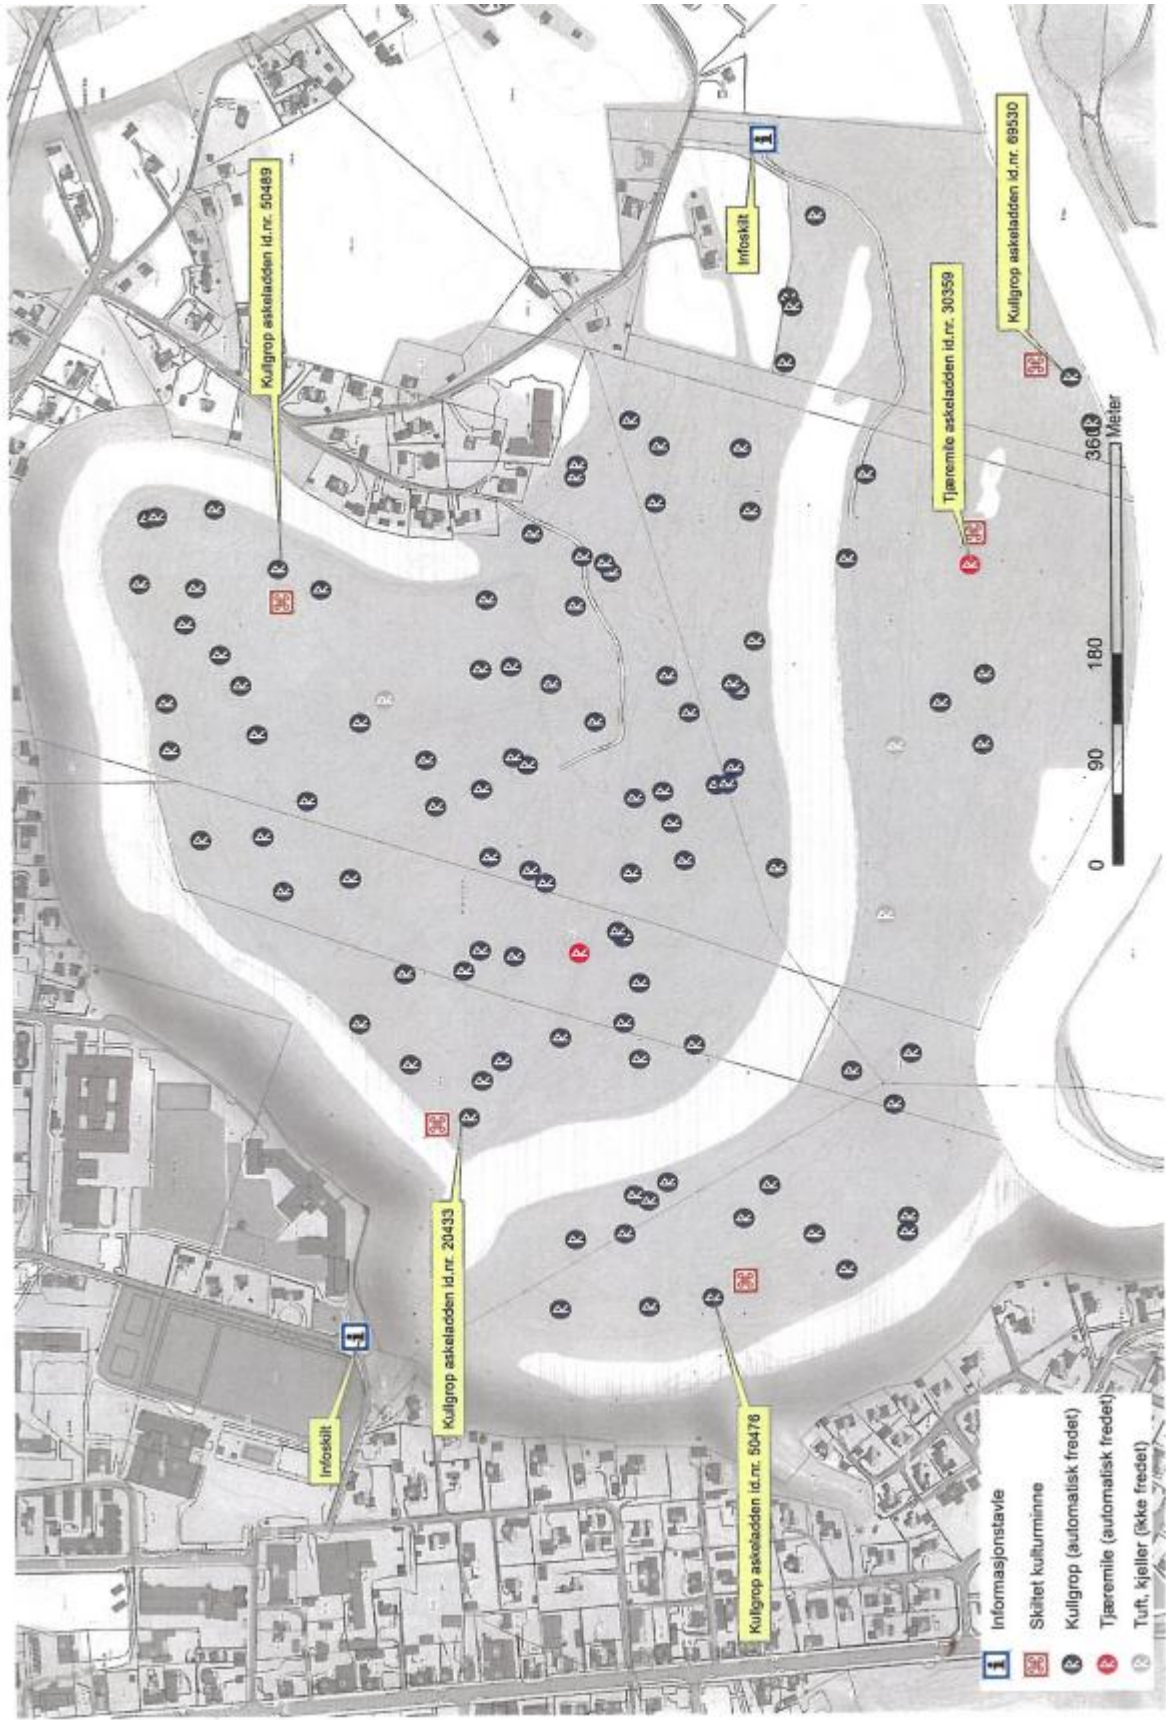 Kullgrop askeladden id.nr. 50489
Infoskilt
Kullgrop askeladden id.nr. 69530
Tjæremile askeladden id.nr. 30359
Kullgrop askeladden id.nr. 20433
Infoskilt
Kullgrop askeladden id.nr. 50476
0 90 180 360
Meter
Informasjonstavle
Skiltet kulturminne
Kullgrop (automatisk fredet)
Tjæremile (automatisk fredet)
Tuft, kjeller (ikke fredet)